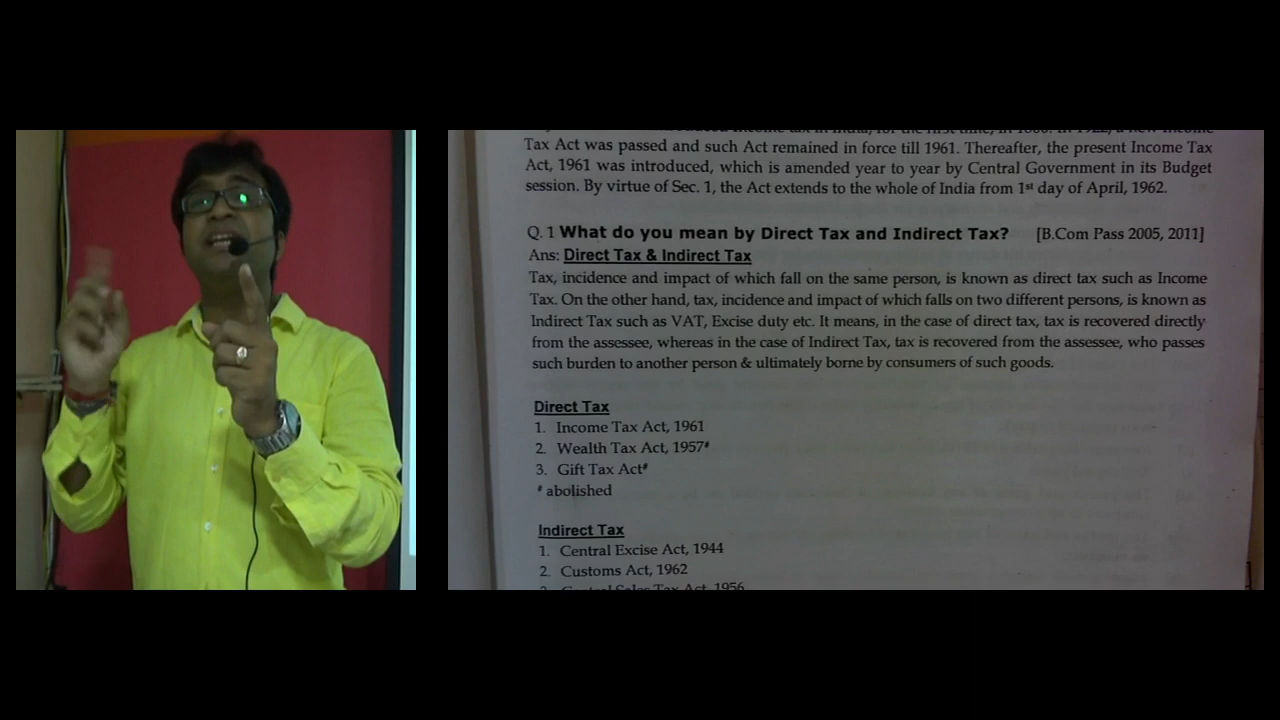 Tax Act was passed and such Act remained in force till 1961. Thereafter, the present Income Tax
Act, 1961 was introduced, which is amended year to year by Central Government in its Budget
session. By virtue of Sec. 1, the Act extends to the whole of India from 1st day of April, 1962.
Q. 1 What do you mean by Direct Tax and Indirect Tax? [B.Com Pass 2005, 2011]
Ans: Direct Tax & Indirect Tax
Tax, incidence and impact of which fall on the same person, is known as direct tax such as Income
Tax. On the other hand, tax, incidence and impact of which falls on two different persons, is known as
Indirect Tax such as VAT, Excise duty etc. It means, in the case of direct tax, tax is recovered directly
from the assessee, whereas in the case of Indirect Tax, tax is recovered from the assessee, who passes
such burden to another person & ultimately borne by consumers of such goods.
Direct Tax
1. Income Tax Act, 1961
2. Wealth Tax Act, 1957#
3. Gift Tax Act#
# abolished
Indirect Tax
1. Central Excise Act, 1944
2. Customs Act, 1962
Central Sales Tax Act, 1956